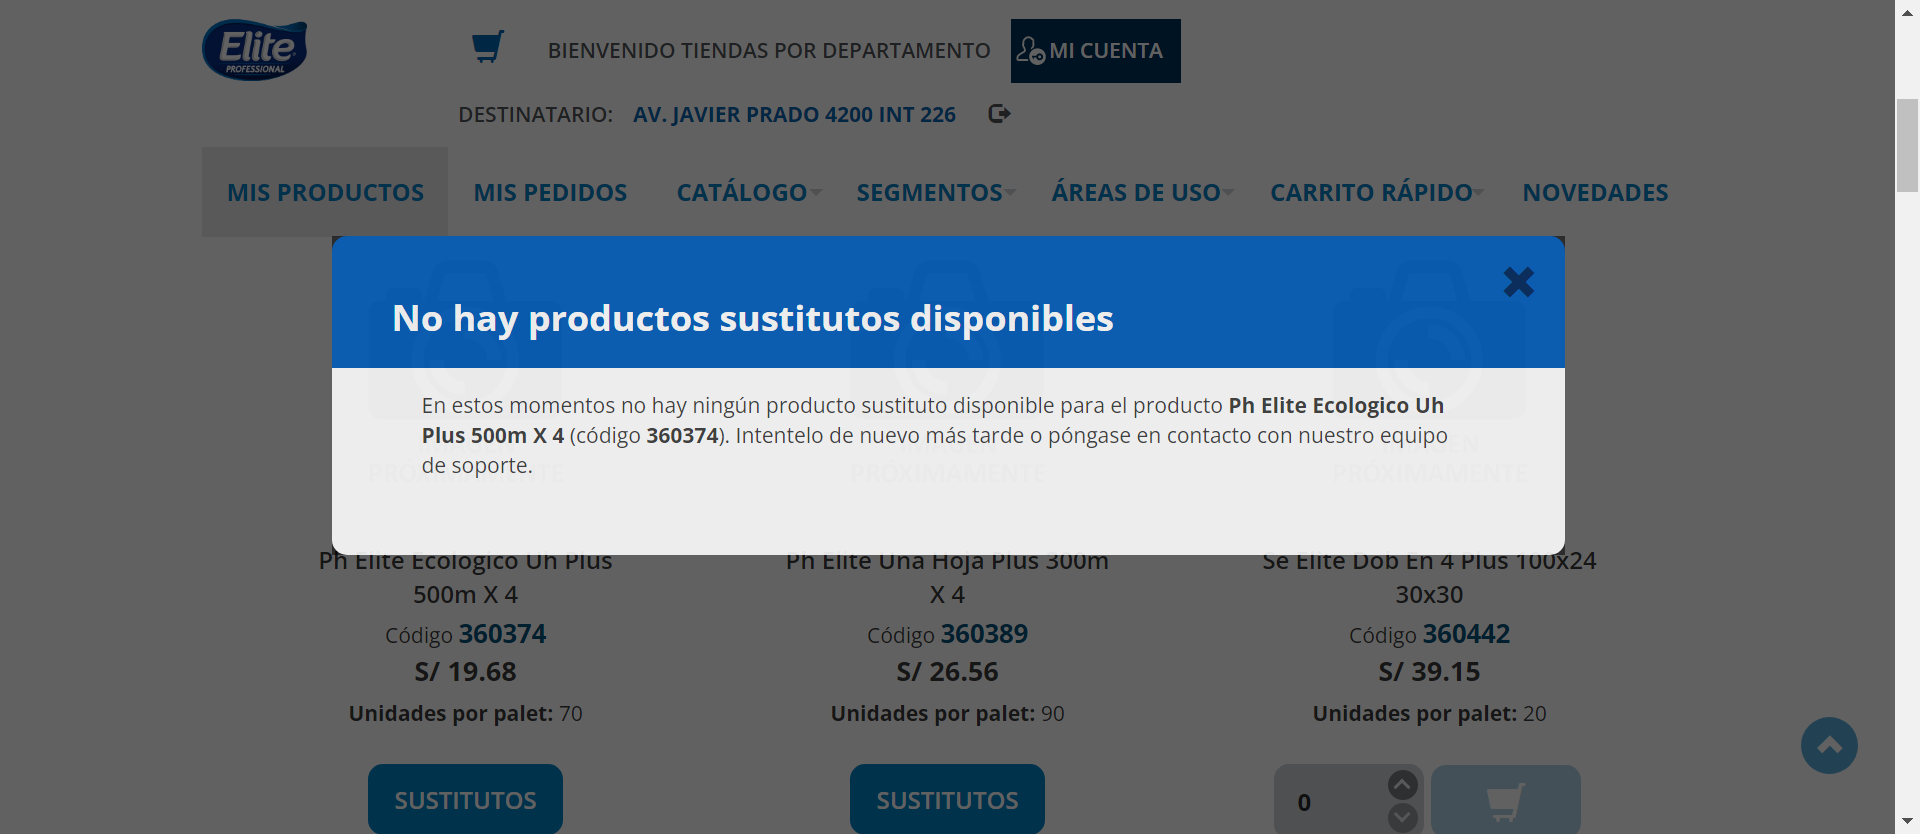 Elite
PROFESSIONAL
BIENVENIDO TIENDAS POR DEPARTAMENTO
MI CUENTA
DESTINATARIO: AV. JAVIER PRADO 4200 INT 226
MIS PRODUCTOS MIS PEDIDOS CATÁLOGO SEGMENTOS ÁREAS DE USO CARRITO RÁPIDO NOVEDADES
No hay productos sustitutos disponibles
En estos momentos no hay ningún producto sustituto disponible para el producto Ph Elite Ecologico Uh
Plus 500m X 4 (código 360374). Intentelo de nuevo más tarde o póngase en contacto con nuestro equipo
de soporte.
IMAGEN
PRÓXIMAMENTE
IMAGEN
PRÓXIMAMENTE
IMAGEN
PRÓXIMAMENTE
Ph Elite Ecologico Uh Plus
500m X 4
Código 360374
S/ 19.68
Unidades por palet: 70
SUSTITUTOS
Ph Elite Una Hoja Plus 300m
X 4
Código 360389
S/ 26.56
Unidades por palet: 90
SUSTITUTOS
Se Elite Dob En 4 Plus 100x24
30x30
Código 360442
S/ 39.15
Unidades por palet: 20
0